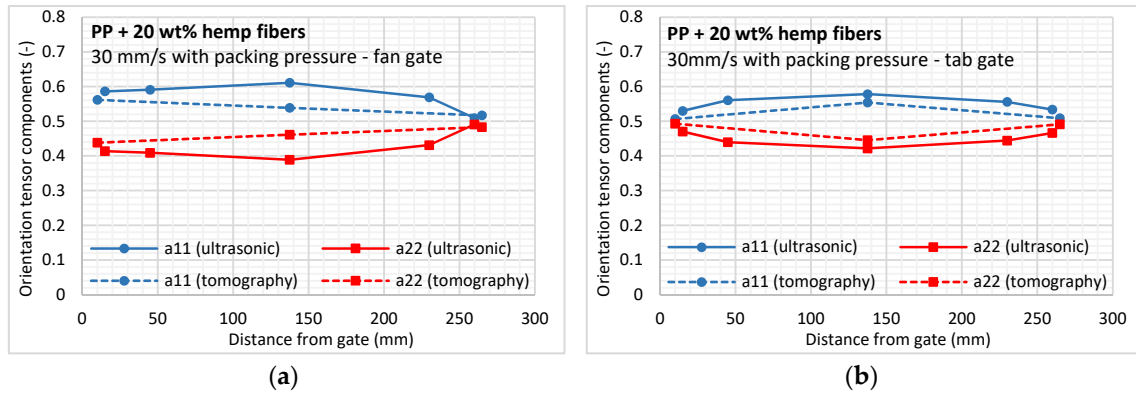 PP + 20 wt% hemp fibers
30 mm/s with packing pressure - fan gate
Orientation tensor components (-)
0.8
0.7
0.6
0.5
0.4
0.3
0.2
0.1
0
a11 (ultrasonic)
a22 (ultrasonic)
a11 (tomography)
a22 (tomography)
0 50 100 150 200 250 300
Distance from gate (mm)
(a)
PP + 20 wt% hemp fibers
30mm/s with packing pressure - tab gate
Orientation tensor components (-)
0.8
0.7
0.6
0.5
0.4
0.3
0.2
0.1
0
a11 (ultrasonic)
a22 (ultrasonic)
a11 (tomography)
a22 (tomography)
0 50 100 150 200 250 300
Distance from gate (mm)
(b)